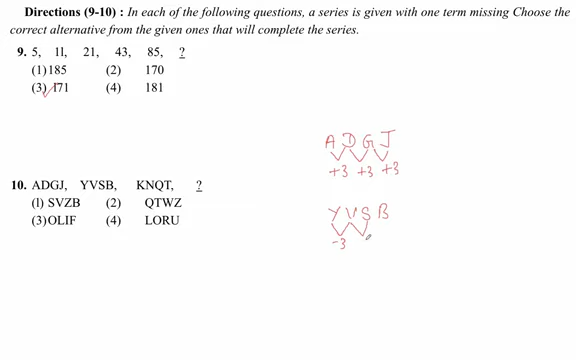 Directions (9-10) : In each of the following questions, a series is given with one term missing Choose the
correct alternative from the given ones that will complete the series.
9. 5, 1l, 21, 43, 85, ?
(1)185 (2) 170
(3) 171 (4) 181
A D G J
+3 +3 +3
10. ADGJ, YVSB, KNQT, ?
(l) SVZB (2) QTWZ
(3)OLIF (4) LORU
Y V S B
-3